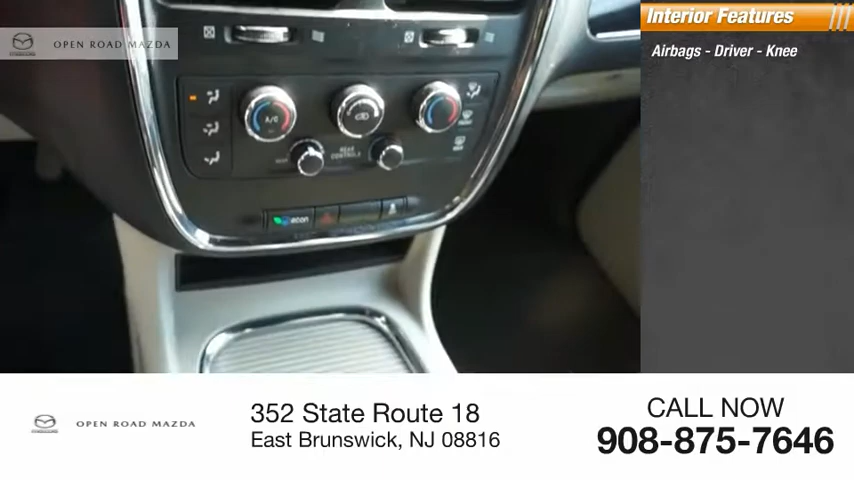 OPEN ROAD MAZDA
Interior Features
Airbags - Driver - Knee
A/C
REAR
CONTROLS
econ
OPEN ROAD MAZDA
352 State Route 18
East Brunswick, NJ 08816
CALL NOW
908-875-7646